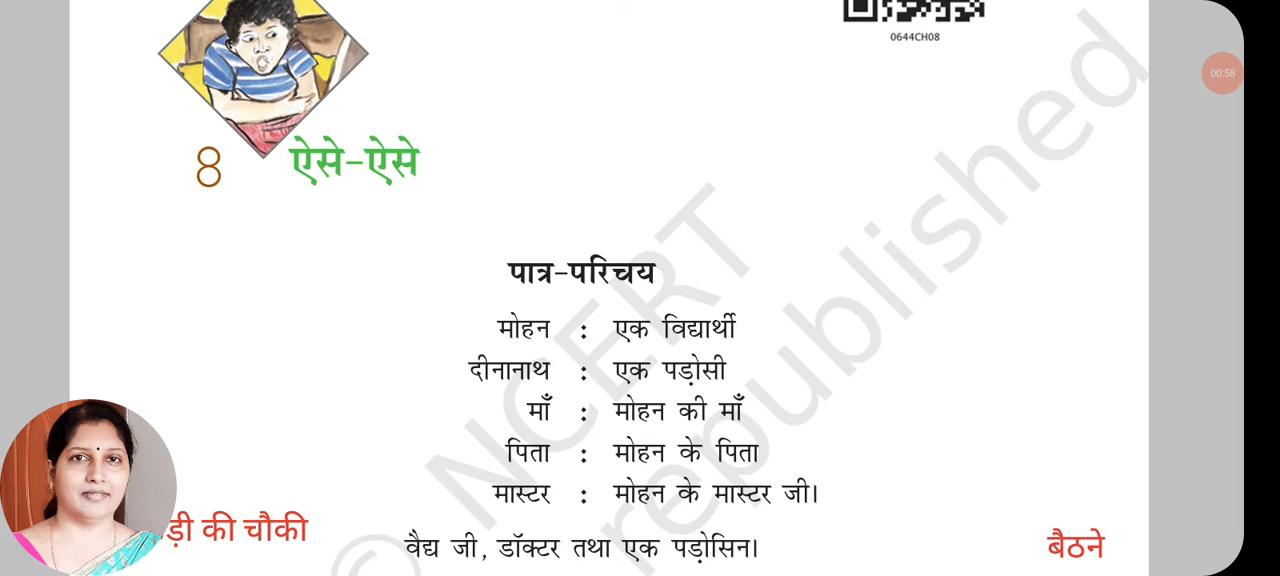 0644CH08
00:58
8 ऐसे-ऐसे
पात्र-परिचय
मोहन : एक विद्यार्थी
दीनानाथ : एक पड़ोसी
माँ : मोहन की माँ
पिता : मोहन के पिता
मास्टर : मोहन के मास्टर जी।
ड़ी की चौकी
वैद्य जी, डॉक्टर तथा एक पड़ोसिन।
बैठने
© NCERT
republished